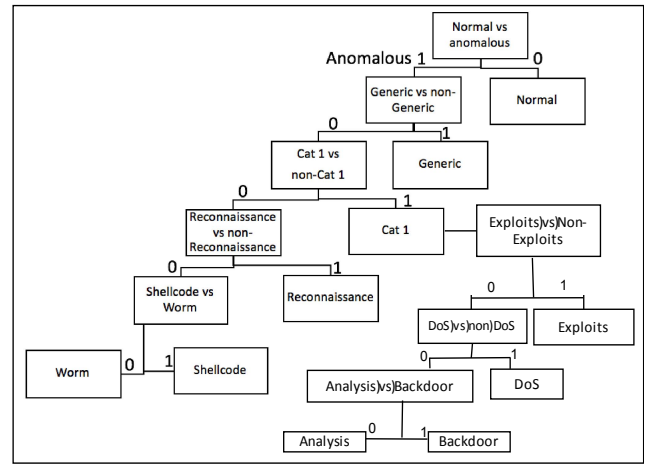 Normal vs
anomalous
Anomalous 1
0
Generic vs non-
Generic
Normal
0
1
Cat 1 vs
non-Cat 1
Generic
0
1
Reconnaissance
vs non-
Reconnaissance
Cat 1
Exploits)vs)Non-
Exploits
0
1
0
1
Shellcode vs
Worm
Reconnaissance
DoS)vs)non)DoS
Exploits
0
1
0
1
Worm
Shellcode
Analysis)vs)Backdoor
DoS
0
1
Analysis
Backdoor